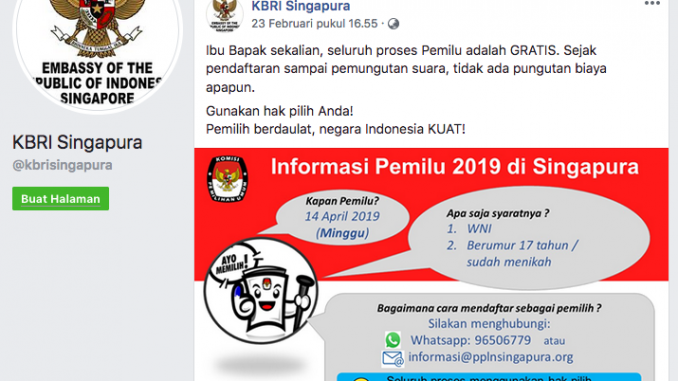 EMBASSY OF THE
REPUBLIC OF INDONES
SINGAPORE
KBRI Singapura
@kbrisingapura
Buat Halaman
KBRI Singapura
23 Februari pukul 16.55
Ibu Bapak sekalian, seluruh proses Pemilu adalah GRATIS. Sejak
pendaftaran sampai pemungutan suara, tidak ada pungutan biaya
apapun.
Gunakan hak pilih Anda!
Pemilih berdaulat, negara Indonesia KUAT!
KOMISI
PEMILIHAN UMUM
Informasi Pemilu 2019 di Singapura
Kapan Pemilu?
14 April 2019
(Minggu)
Apa saja syaratnya ?
1. WNI
2. Berumur 17 tahun /
sudah menikah
AYO
MEMILIH!
Bagaimana cara mendaftar sebagai pemilih ?
Silakan menghubungi:
Whatsapp: 96506779 atau
informasi@pplnsingapura.org
Seluruh proses menggunakan hak pilih